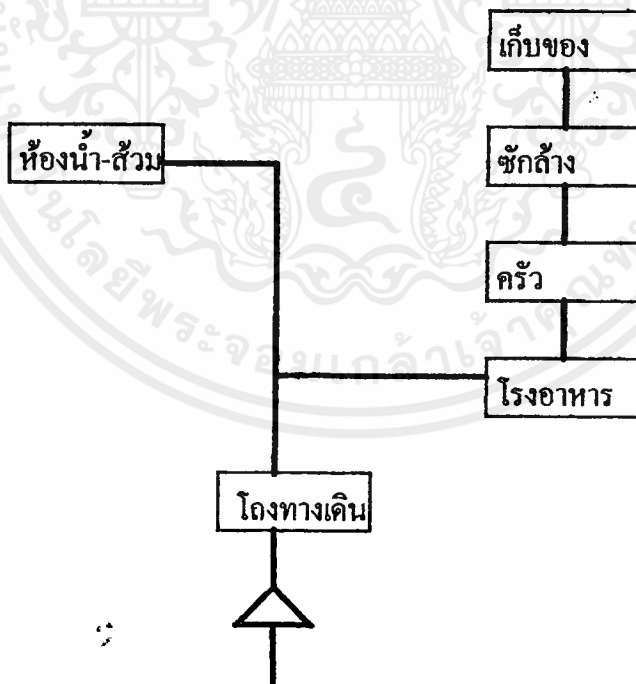 เก็บของ
ห้องน้ำ-ส้วม
ซักล้าง
ครัว
โรงอาหาร
โถงทางเดิน